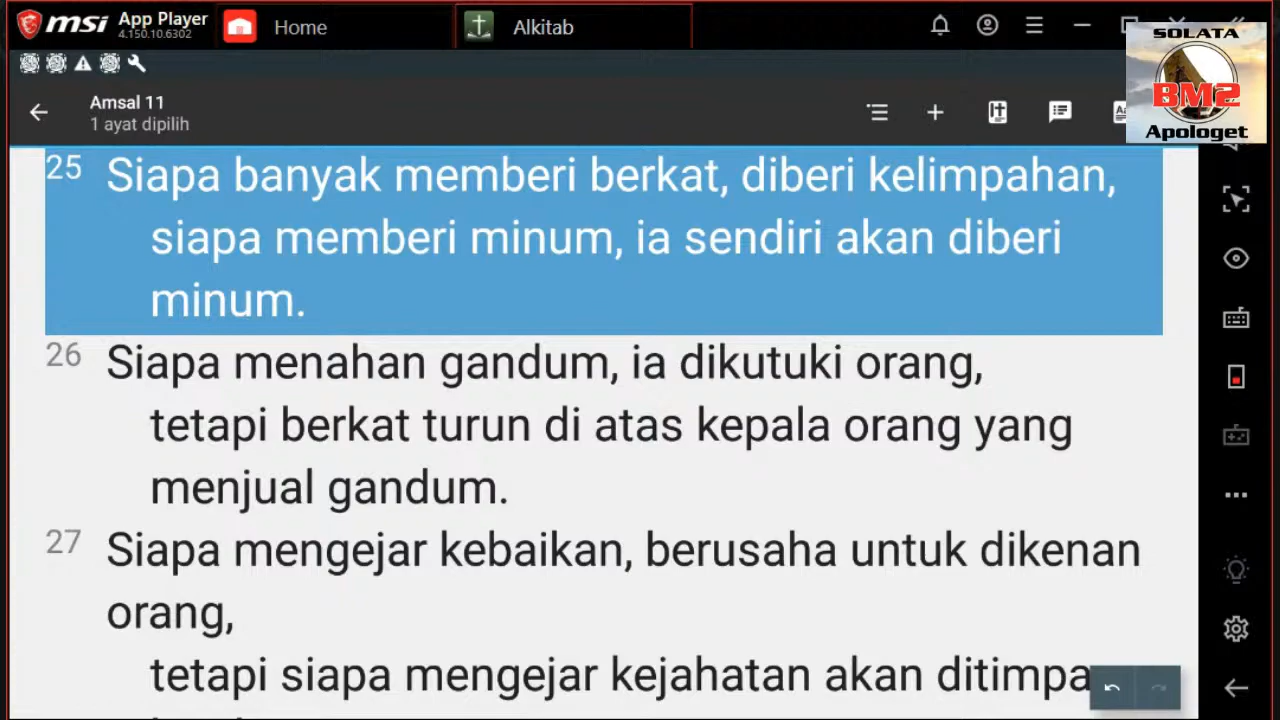 msi App Player
4.150.10.6302
Home
Alkitab
SOLATA
BM2
Apologet
Amsal 11
1 ayat dipilih
25 Siapa banyak memberi berkat, diberi kelimpahan,
siapa memberi minum, ia sendiri akan diberi
minum.
26 Siapa menahan gandum, ia dikutuki orang,
tetapi berkat turun di atas kepala orang yang
menjual gandum.
27 Siapa mengejar kebaikan, berusaha untuk dikenan
orang,
tetapi siapa mengejar kejahatan akan ditimpa